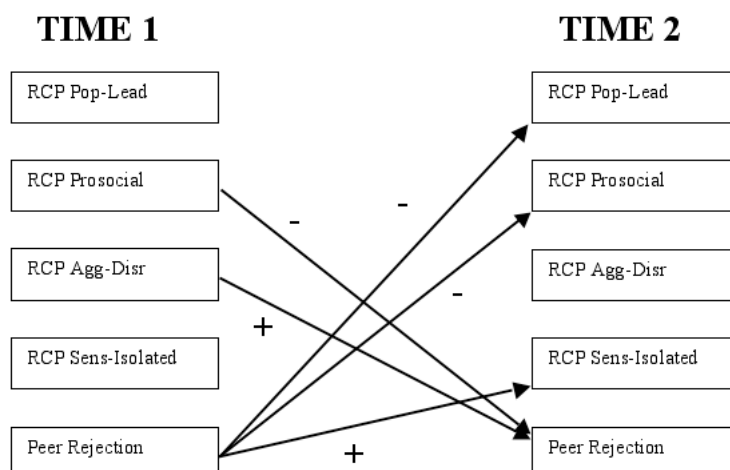 TIME 1
TIME 2
RCP Pop-Lead
RCP Pop-Lead
RCP Prosocial
RCP Prosocial
-
-
RCP Agg-Disr
RCP Agg-Disr
-
+
RCP Sens-Isolated
RCP Sens-Isolated
Peer Rejection
+
Peer Rejection